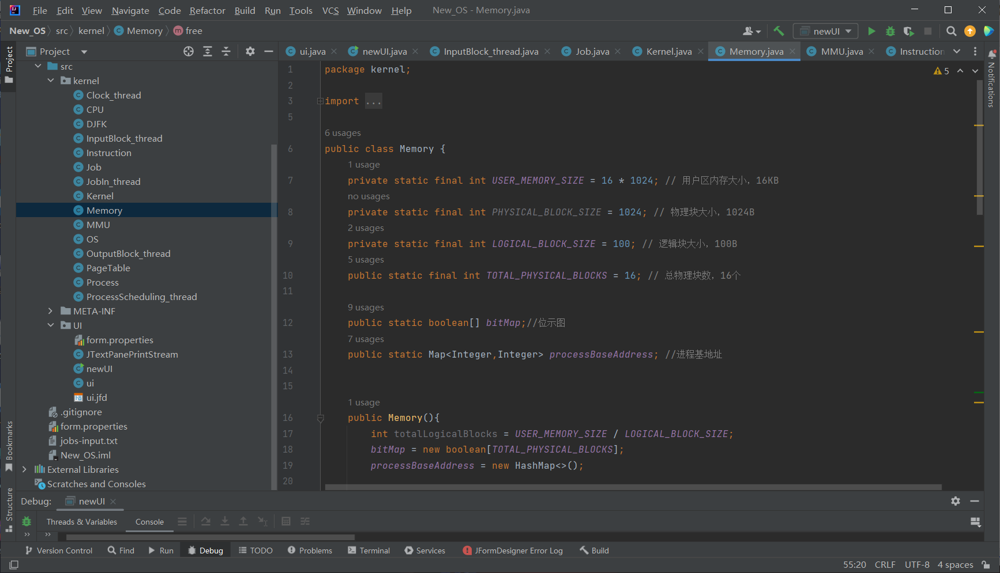 File Edit View Navigate Code Refactor Build Run Tools VCS Window Help New_OS - Memory.java
New_OS src kernel Memory free
newUI
Project
ui.java newUI.java InputBlock_thread.java Job.java Kernel.java Memory.java MMU.java Instruction
Project
Bookmarks
Structure
Notifications
src
kernel
Clock_thread
CPU
DJFK
InputBlock_thread
Instruction
Job
JobIn_thread
Kernel
Memory
MMU
OS
OutputBlock_thread
PageTable
Process
ProcessScheduling_thread
META-INF
UI
form.properties
JTextPanePrintStream
newUI
ui
ui.jfd
.gitignore
form.properties
jobs-input.txt
New_OS.iml
External Libraries
Scratches and Consoles
5
1 package kernel;
2
3 import ...
5
6 usages
6 public class Memory {
1 usage
7 private static final int USER_MEMORY_SIZE = 16 * 1024; // 用户区内存大小，16KB
no usages
8 private static final int PHYSICAL_BLOCK_SIZE = 1024; // 物理块大小，1024B
2 usages
9 private static final int LOGICAL_BLOCK_SIZE = 100; // 逻辑块大小，100B
5 usages
10 public static final int TOTAL_PHYSICAL_BLOCKS = 16; // 总物理块数，16个
11
9 usages
12 public static boolean[] bitMap;//位示图
7 usages
13 public static Map<Integer,Integer> processBaseAddress; //进程基地址
14
15
1 usage
16 public Memory(){
17 int totalLogicalBlocks = USER_MEMORY_SIZE / LOGICAL_BLOCK_SIZE;
18 bitMap = new boolean[TOTAL_PHYSICAL_BLOCKS];
19 processBaseAddress = new HashMap<>();
20
Debug: newUI
Threads & Variables Console
Version Control Find Run Debug TODO Problems Terminal Services JFormDesigner Error Log Build
55:20 CRLF UTF-8 4 spaces